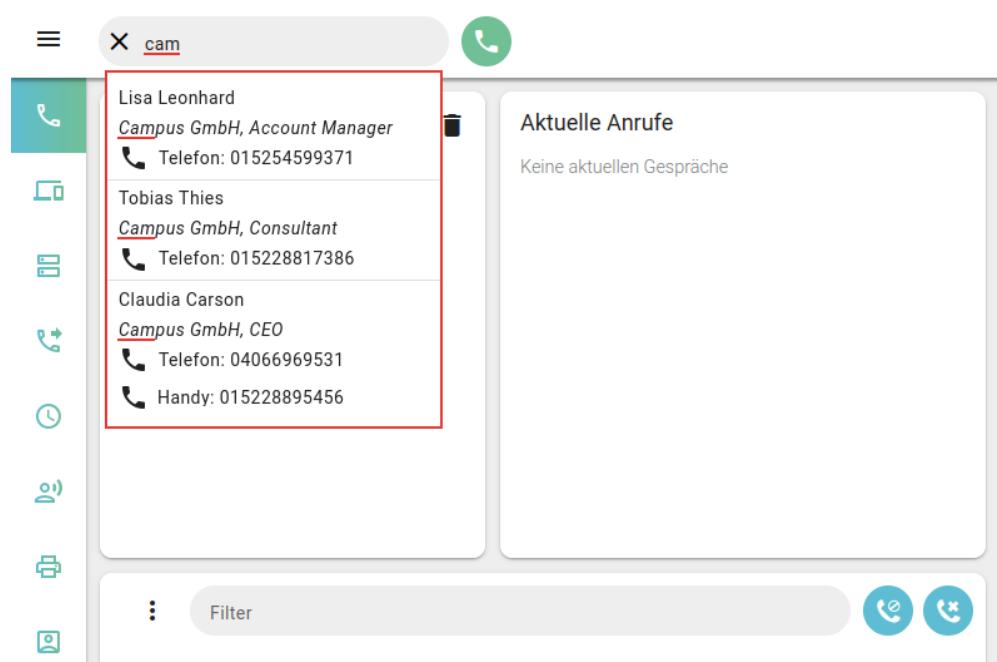 cam
Lisa Leonhard
Campus GmbH, Account Manager
Telefon: 015254599371
Tobias Thies
Campus GmbH, Consultant
Telefon: 015228817386
Claudia Carson
Campus GmbH, CEO
Telefon: 04066969531
Handy: 015228895456
Aktuelle Anrufe
Keine aktuellen Gespräche
Filter